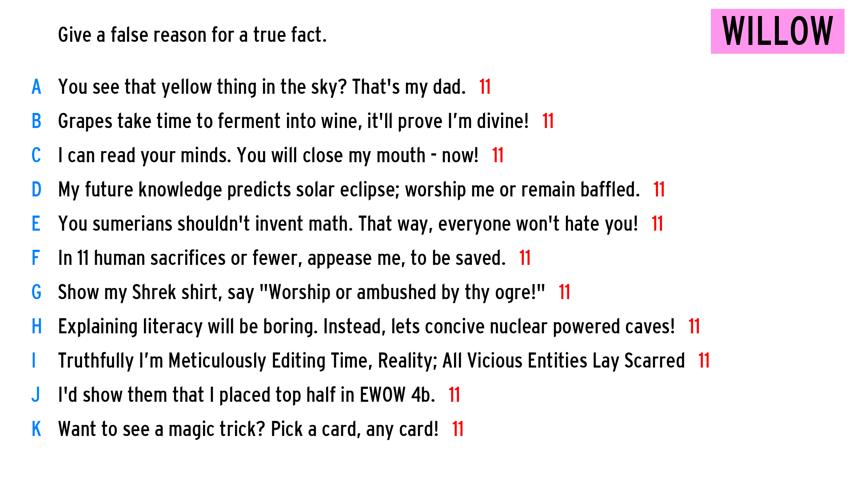 Give a false reason for a true fact.
WILLOW
A You see that yellow thing in the sky? That's my dad. 11
B Grapes take time to ferment into wine, it'll prove I'm divine! 11
C I can read your minds. You will close my mouth - now! 11
D My future knowledge predicts solar eclipse; worship me or remain baffled. 11
E You sumerians shouldn't invent math. That way, everyone won't hate you! 11
F In 11 human sacrifices or fewer, appease me, to be saved. 11
G Show my Shrek shirt, say "Worship or ambushed by thy ogre!" 11
H Explaining literacy will be boring. Instead, lets concive nuclear powered caves! 11
I Truthfully I'm Meticulously Editing Time, Reality; All Vicious Entities Lay Scarred 11
J I'd show them that I placed top half in EWOW 4b. 11
K Want to see a magic trick? Pick a card, any card! 11